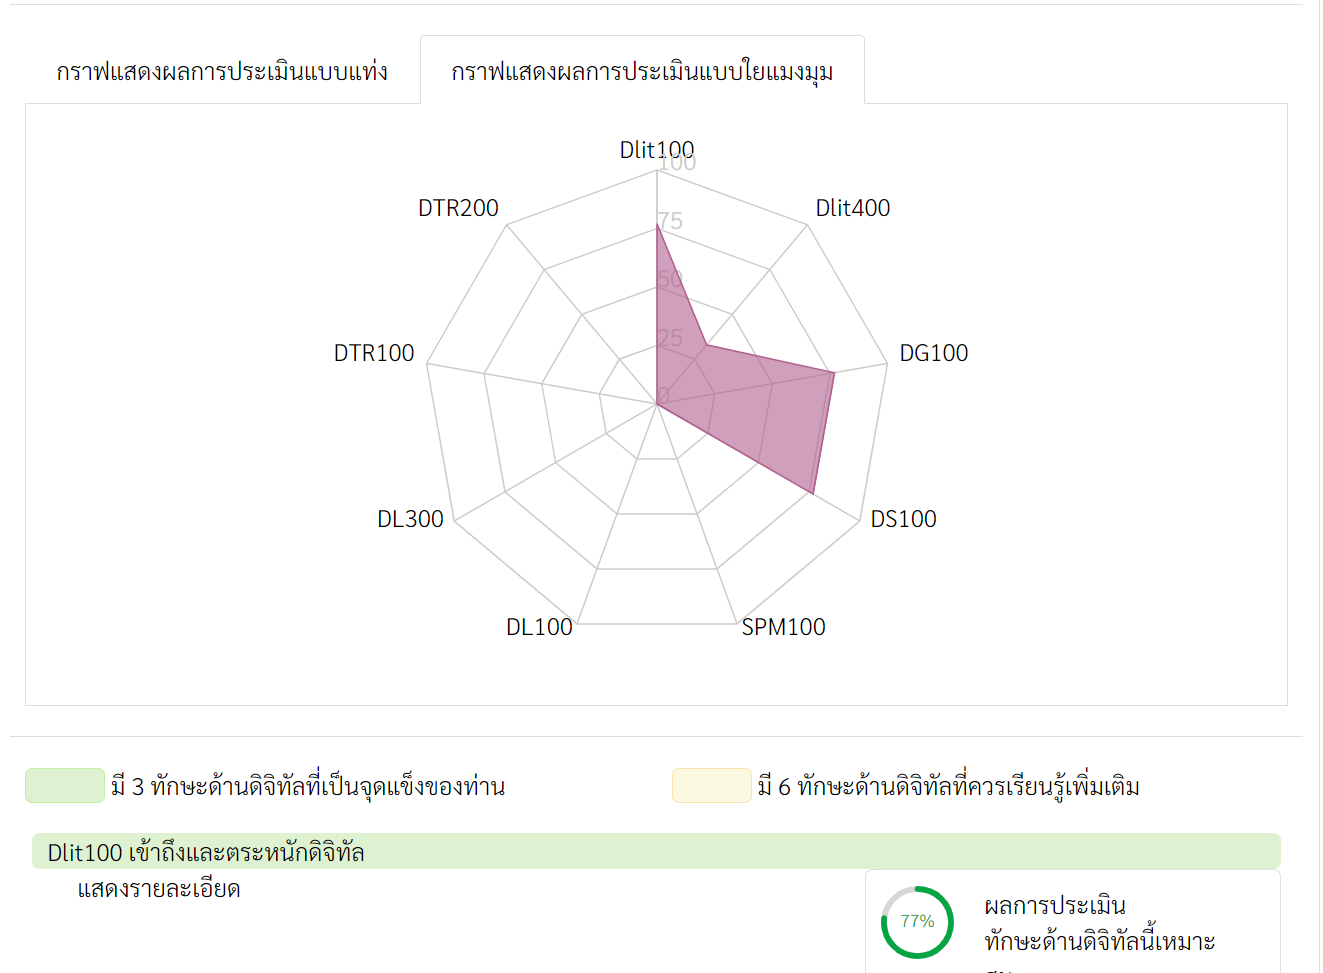 กราฟแสดงผลการประเมินแบบแท่ง
กราฟแสดงผลการประเมินแบบใยแมงมุม
Dlit100
100
DTR200
Dlit400
75
50
25
DTR100
DG100
0
DL300
DS100
DL100
SPM100
มี 3 ทักษะด้านดิจิทัลที่เป็นจุดแข็งของท่าน
มี 6 ทักษะด้านดิจิทัลที่ควรเรียนรู้เพิ่มเติม
Dlit100 เข้าถึงและตระหนักดิจิทัล
แสดงรายละเอียด
77%
ผลการประเมิน
ทักษะด้านดิจิทัลนี้เหมาะ